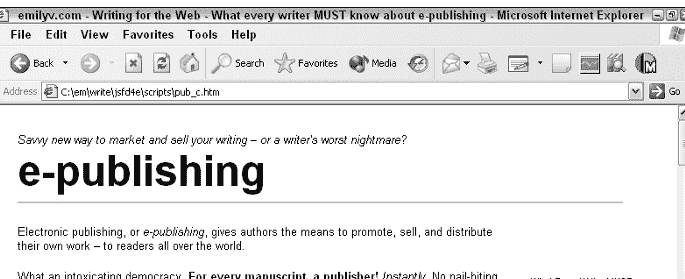 emilyv.com - Writing for the Web - What every writer MUST know about e-publishing - Microsoft Internet Explorer
File Edit View Favorites Tools Help
Back Search Favorites Media
Address C:\em\write\jsfd4e\scripts\pub_c.htm Go
Savvy new way to market and sell your writing – or a writer's worst nightmare?
e-publishing
Electronic publishing, or e-publishing, gives authors the means to promote, sell, and distribute
their own work – to readers all over the world.
What an intoxicating democracy. For every manuscript, a publisher! Instantly. No nail-biting